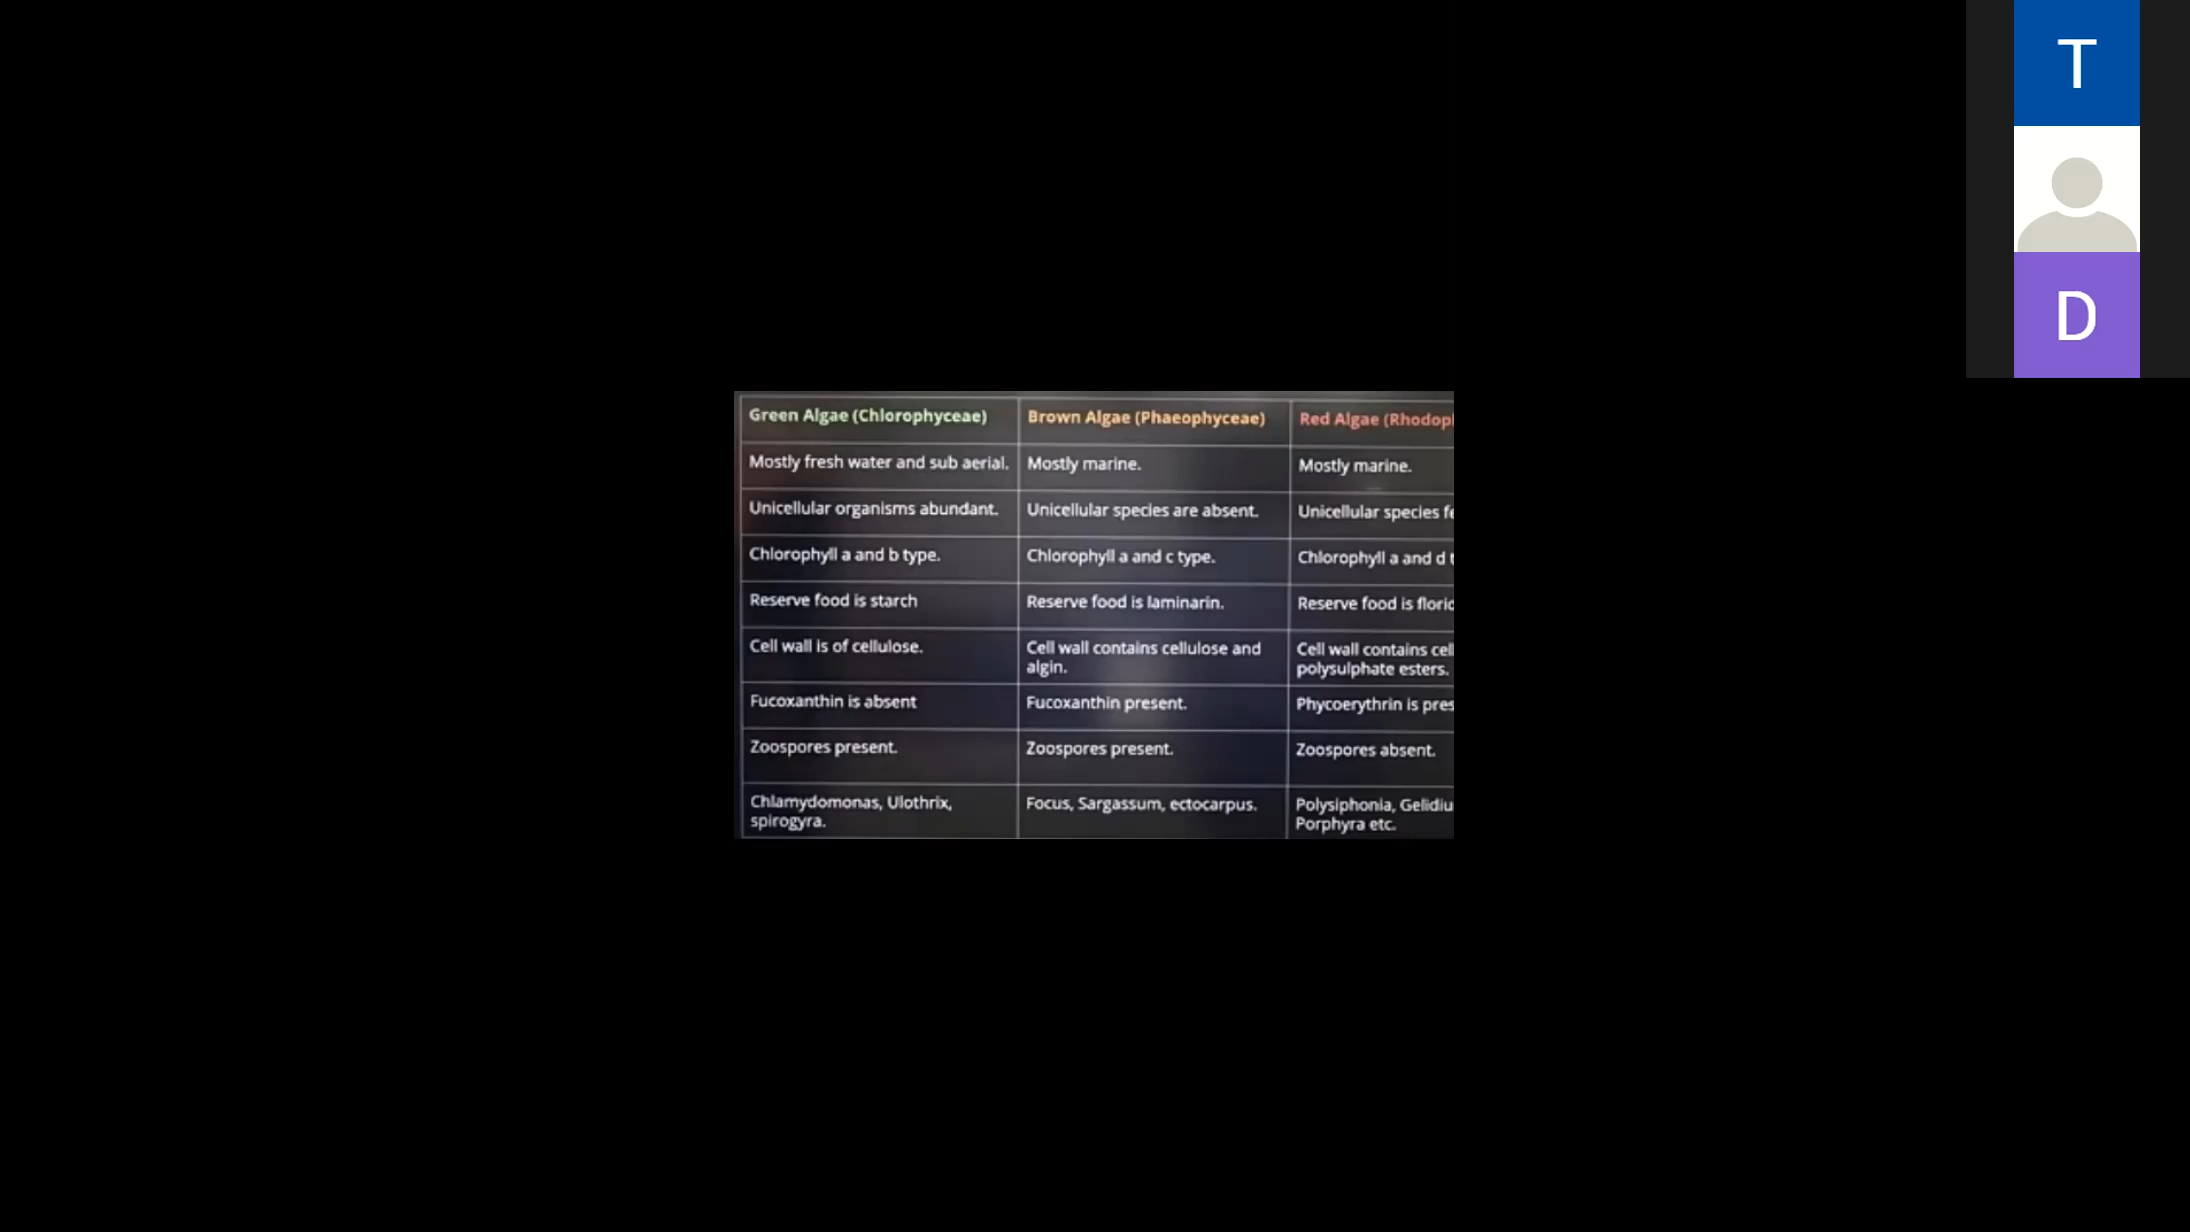 T
D
Green Algae (Chlorophyceae)
Brown Algae (Phaeophyceae)
Red Algae
Mostly fresh water and sub aerial.
Mostly marine.
Mostly marine.
Unicellular organisms abundant.
Unicellular species are absent.
Unicellular species
Chlorophyll a and b type.
Chlorophyll a and c type.
Chlorophyll a and d
Reserve food is starch
Reserve food is laminarin.
Reserve food is
Cell wall is of cellulose.
Cell wall contains cellulose and
algin.
Cell wall contains
polysulphate esters.
Fucoxanthin is absent
Fucoxanthin present.
Phycoerythrin is
Zoospores present.
Zoospores present.
Zoospores absent.
Chlamydomonas, Ulothrix,
spirogyra.
Focus, Sargassum, ectocarpus.
Polysiphonia,
Porphyra etc.